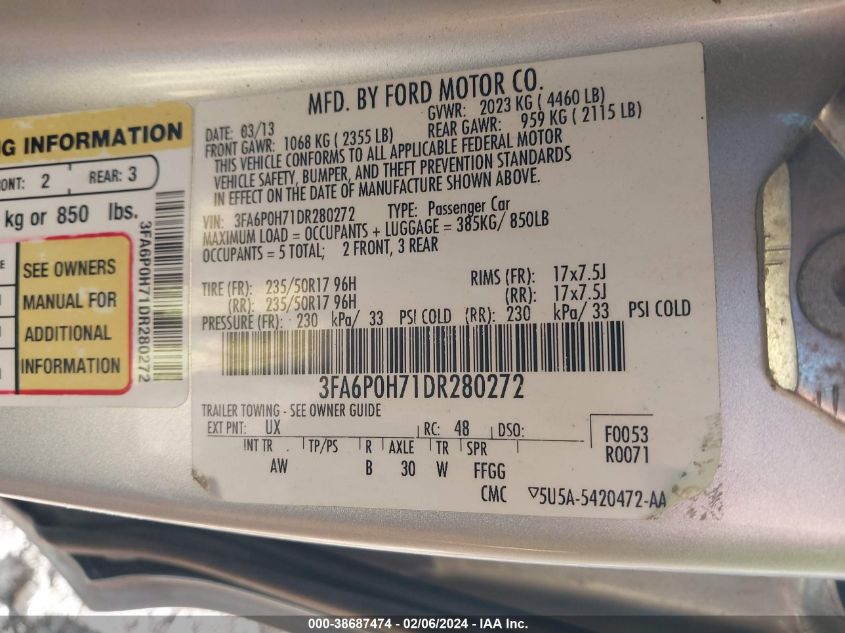 MFD. BY FORD MOTOR CO.
DATE: 03/13
GVWR: 2023 KG ( 4460 LB)
FRONT GAWR: 1068 KG ( 2355 LB)
REAR GAWR: 959 KG ( 2115 LB)
THIS VEHICLE CONFORMS TO ALL APPLICABLE FEDERAL MOTOR
VEHICLE SAFETY, BUMPER, AND THEFT PREVENTION STANDARDS
IN EFFECT ON THE DATE OF MANUFACTURE SHOWN ABOVE.
VIN: 3FA6P0H71DR280272 TYPE: Passenger Car
MAXIMUM LOAD = OCCUPANTS + LUGGAGE = 385KG/ 850LB
OCCUPANTS = 5 TOTAL; 2 FRONT, 3 REAR
TIRE (FR): 235/50R17 96H RIMS (FR): 17x7.5J
(RR): 235/50R17 96H (RR): 17x7.5J
PRESSURE (FR): 230 kPa/ 33 PSI COLD (RR): 230 kPa/ 33 PSI COLD
3FA6P0H71DR280272
TRAILER TOWING - SEE OWNER GUIDE
EXT PNT: UX RC: 48 DSO:
F0053
R0071
INT TR TP/PS R AXLE TR SPR
AW B 30 W FFGG
CMC ▽5U5A-5420472-AA
INFORMATION
2 REAR: 3
kg or 850 lbs.
SEE OWNERS
MANUAL FOR
ADDITIONAL
INFORMATION
3FA6P0H71DR280272
000-38687474 - 02/06/2024 - IAA Inc.